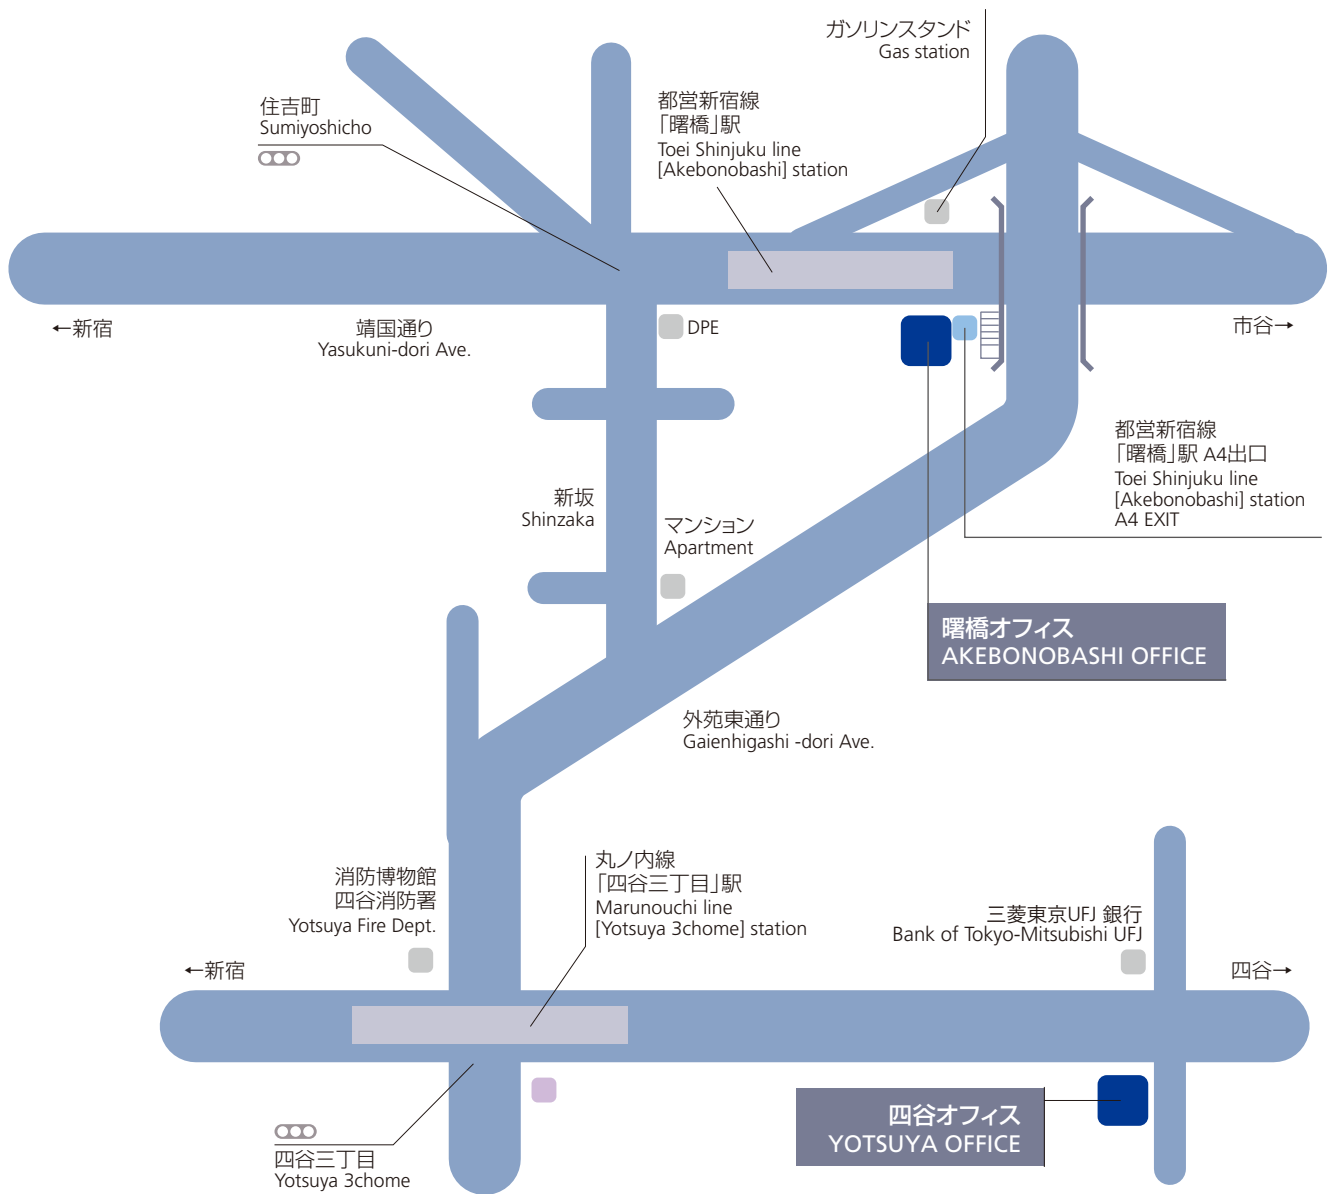 ガソリンスタンド
Gas station
住吉町
Sumiyoshicho
都営新宿線
「曙橋」駅
Toei Shinjuku line
[Akebonobashi] station
←新宿
靖国通り
Yasukuni-dori Ave.
DPE
市谷→
都営新宿線
「曙橋」駅 A4出口
Toei Shinjuku line
[Akebonobashi] station
A4 EXIT
新坂
Shinzaka
マンション
Apartment
曙橋オフィス
AKEBONOBASHI OFFICE
外苑東通り
Gaienhigashi -dori Ave.
消防博物館
四谷消防署
Yotsuya Fire Dept.
丸ノ内線
「四谷三丁目」駅
Marunouchi line
[Yotsuya 3chome] station
三菱東京UFJ 銀行
Bank of Tokyo-Mitsubishi UFJ
←新宿
四谷→
四谷オフィス
YOTSUYA OFFICE
四谷三丁目
Yotsuya 3chome